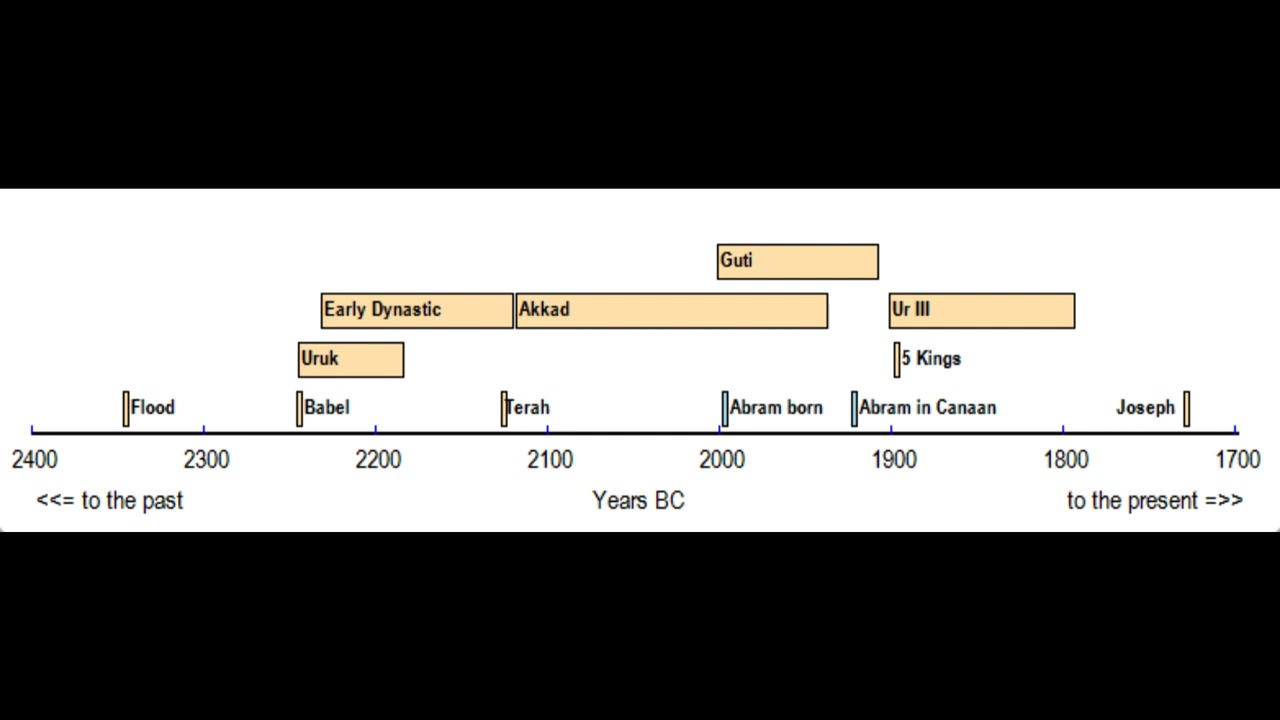 Guti
Early Dynastic Akkad Ur III
Uruk 5 Kings
Flood Babel Terah Abram born Abram in Canaan Joseph
2400 2300 2200 2100 2000 1900 1800 1700
<<= to the past Years BC to the present =>>